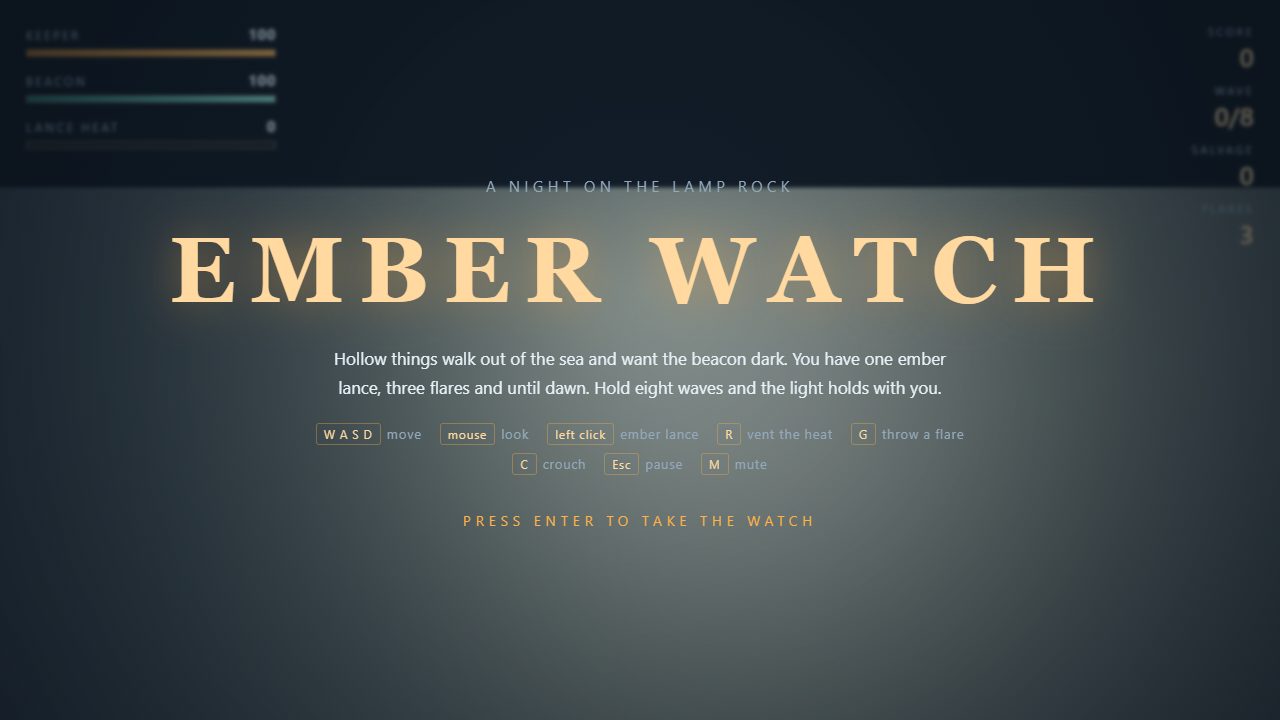 KEEPER 100
BEACON 100
LANCE HEAT 0
SCORE
0
WAVE
0/8
SALVAGE
0
FLARES
3
A NIGHT ON THE LAMP ROCK
EMBER WATCH
Hollow things walk out of the sea and want the beacon dark. You have one ember
lance, three flares and until dawn. Hold eight waves and the light holds with you.
W A S D move mouse look left click ember lance R vent the heat G throw a flare
C crouch Esc pause M mute
PRESS ENTER TO TAKE THE WATCH